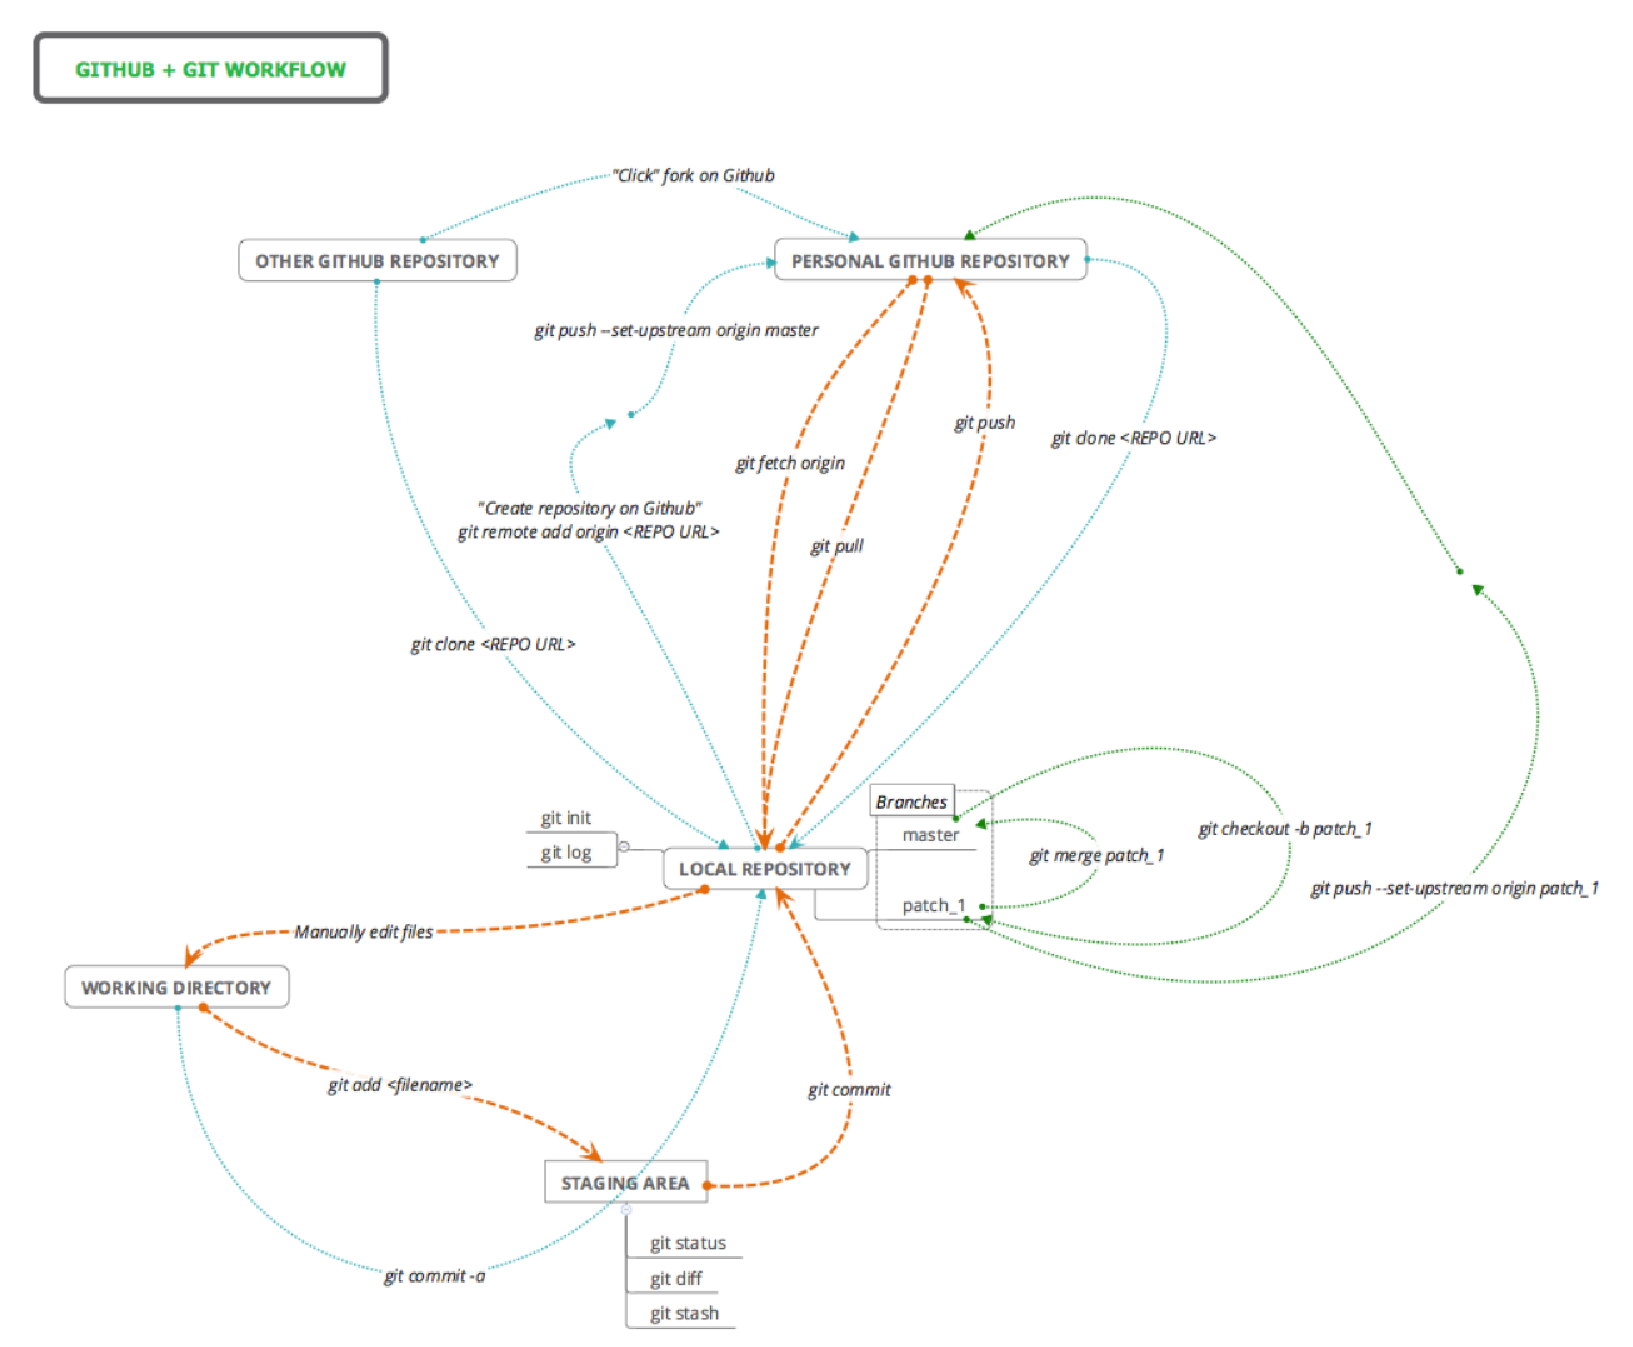 GITHUB + GIT WORKFLOW
"Click" fork on Github
OTHER GITHUB REPOSITORY
PERSONAL GITHUB REPOSITORY
git push --set-upstream origin master
git push
git clone <REPO URL>
git fetch origin
"Create repository on Github"
git remote add origin <REPO URL>
git pull
git clone <REPO URL>
Branches
git init
master
git checkout -b patch_1
git log
git merge patch_1
LOCAL REPOSITORY
git push --set-upstream origin patch_1
patch_1
Manually edit files
WORKING DIRECTORY
git add <filename>
git commit
STAGING AREA
git status
git commit -a
git diff
git stash